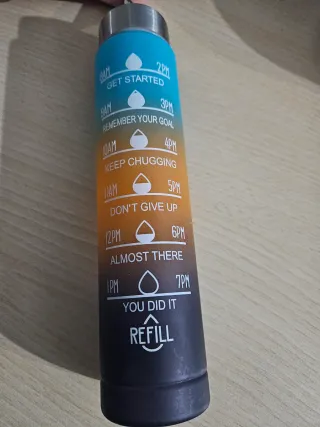 8AM 2PM
GET STARTED
9AM 3PM
REMEMBER YOUR GOAL
10AM 4PM
KEEP CHUGGING
11AM 5PM
DON'T GIVE UP
12PM 6PM
ALMOST THERE
1PM 7PM
YOU DID IT
REFILL